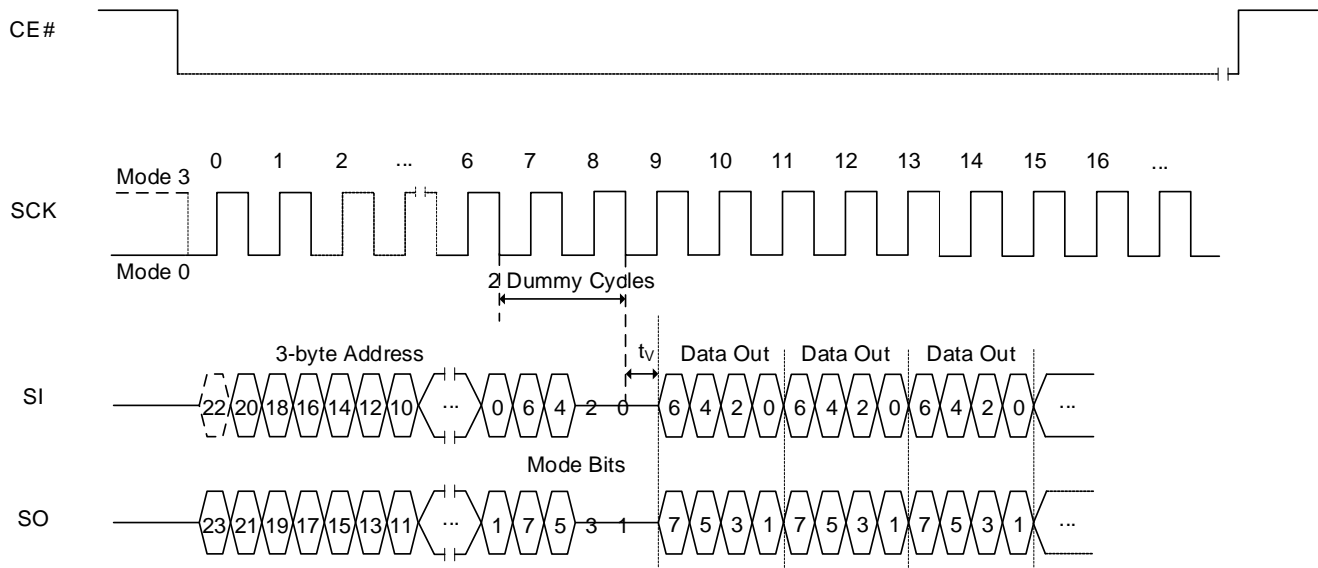 CE#
0 1 2 ... 6 7 8 9 10 11 12 13 14 15 16 ...
Mode 3
SCK
Mode 0
2 Dummy Cycles
3-byte Address
tV
Data Out Data Out Data Out
SI
22 20 18 16 14 12 10 ... 0 6 4 2 0 6 4 2 0 6 4 2 0 6 4 2 0 ...
Mode Bits
SO
23 21 19 17 15 13 11 ... 1 7 5 3 1 7 5 3 1 7 5 3 1 7 5 3 1 ...